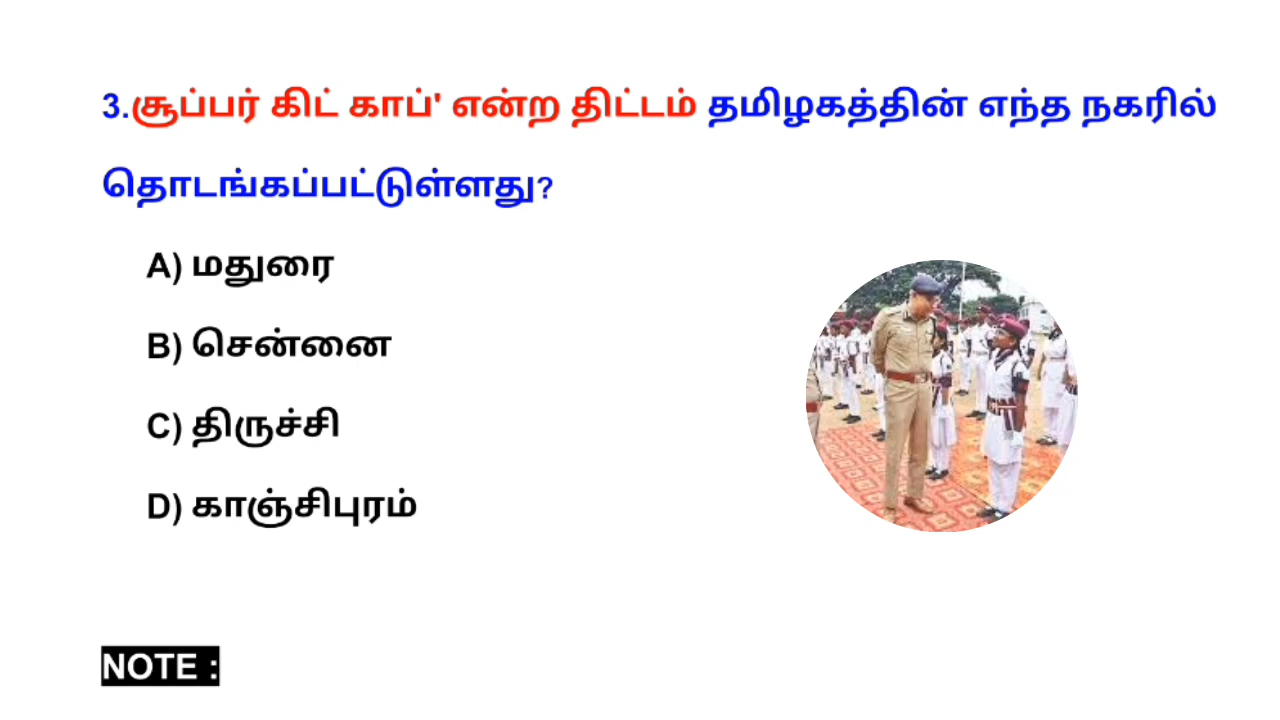 3.சூப்பர் கிட் காப்' என்ற திட்டம் தமிழகத்தின் எந்த நகரில்
தொடங்கப்பட்டுள்ளது?
A) மதுரை
B) சென்னை
C) திருச்சி
D) காஞ்சிபுரம்
NOTE :